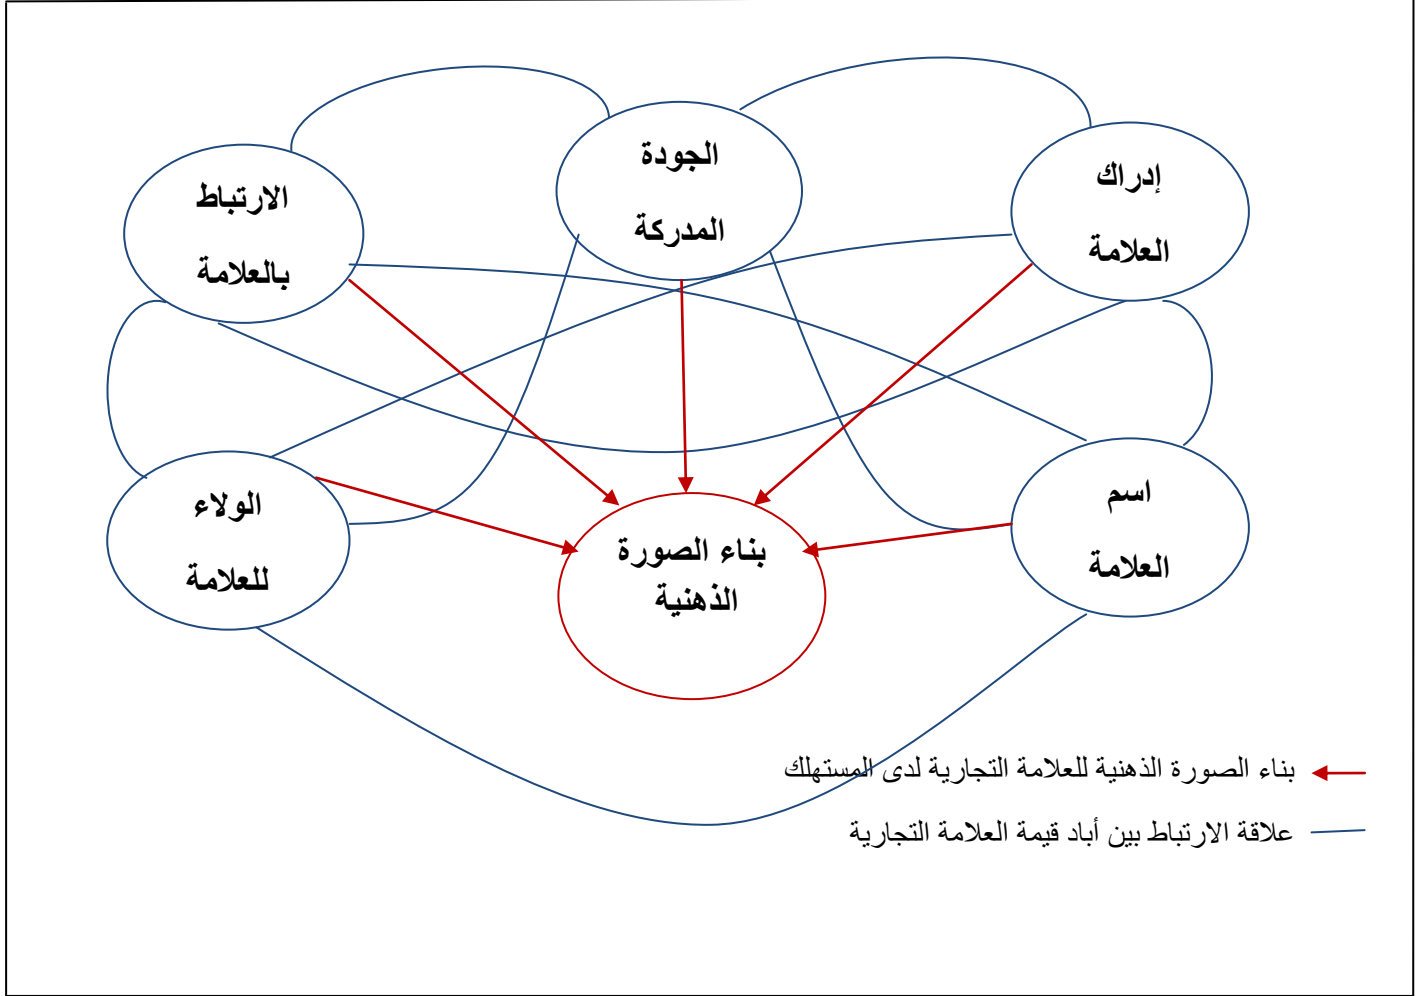 إدراك
العلامة
الجودة
المدركة
الارتباط
بالعلامة
اسم
العلامة
بناء الصورة
الذهنية
الولاء
للعلامة
بناء الصورة الذهنية للعلامة التجارية لدى المستهلك
علاقة الارتباط بين أباد قيمة العلامة التجارية